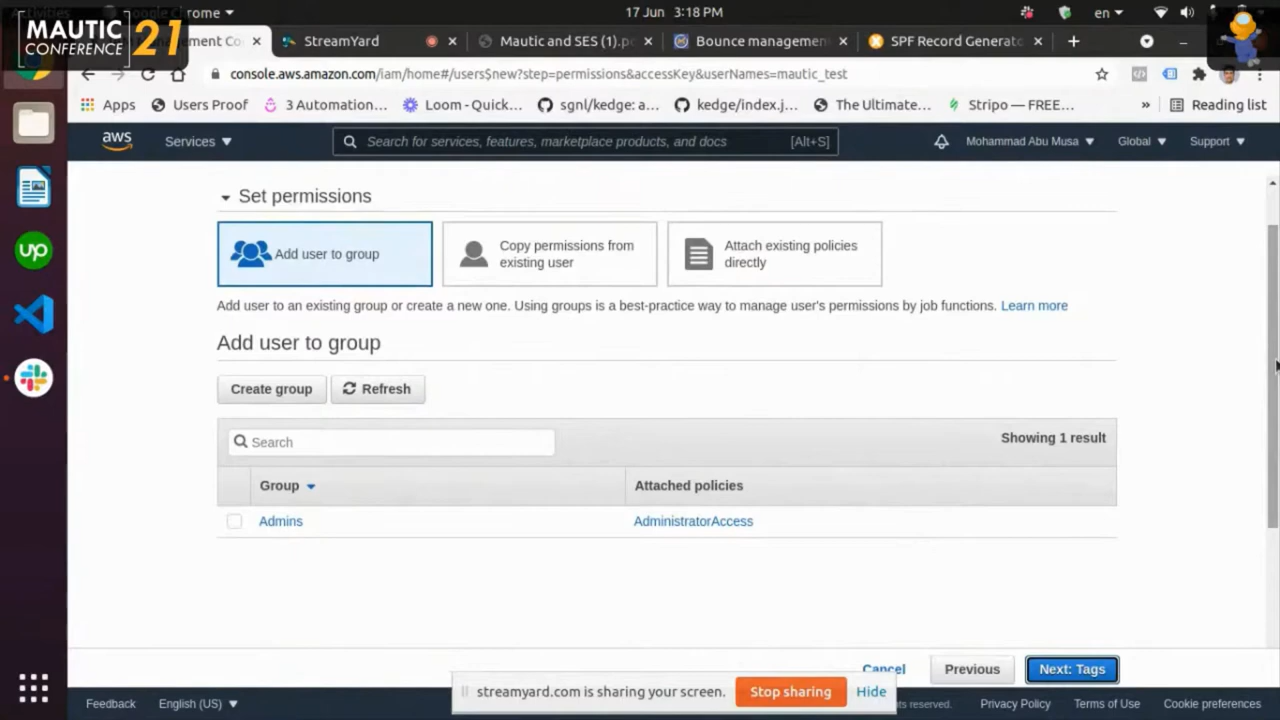 Chrome
17 Jun 3:18 PM
en
MAUTIC
CONFERENCE 21
StreamYard
Mautic and SES (1).p
Bounce managemen
SPF Record Generato
console.aws.amazon.com/iam/home#/users$new?step=permissions&accessKey&userNames=mautic_test
Apps
Users Proof
3 Automation...
Loom - Quick...
sgnl/kedge: a...
kedge/index.j...
The Ultimate...
Stripo — FREE...
»
Reading list
aws
Services
Search for services, features, marketplace products, and docs
[Alt+S]
Mohammad Abu Musa
Global
Support
Set permissions
Add user to group
Copy permissions from
existing user
Attach existing policies
directly
Add user to an existing group or create a new one. Using groups is a best-practice way to manage user's permissions by job functions. Learn more
Add user to group
Create group
Refresh
Search
Showing 1 result
Group
Attached policies
Admins
AdministratorAccess
Cancel
Previous
Next: Tags
streamyard.com is sharing your screen.
Stop sharing
Hide
up
Feedback
English (US)
reserved.
Privacy Policy
Terms of Use
Cookie preferences